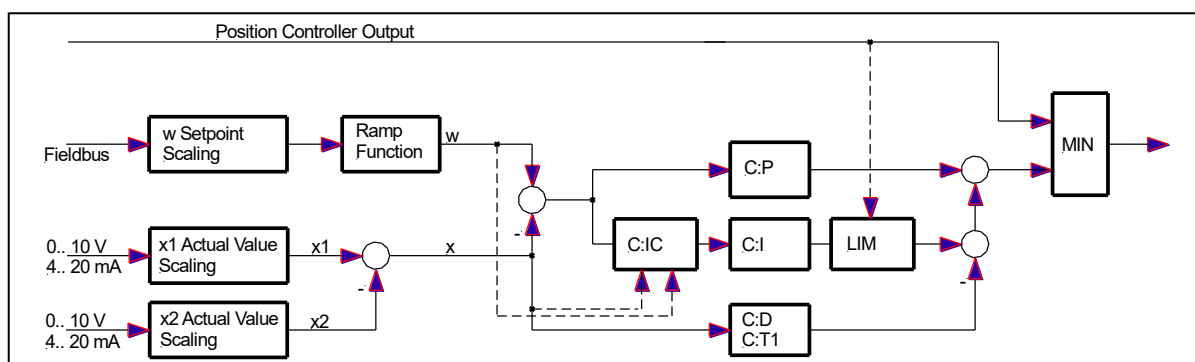 Position Controller Output
Fieldbus
w Setpoint
Scaling
Ramp
Function
w
MIN
C:P
0.. 10 V
4.. 20 mA
x1 Actual Value
Scaling
x1
-
-
x
C:IC
C:I
LIM
-
0.. 10 V
4.. 20 mA
x2 Actual Value
Scaling
x2
C:D
C:T1